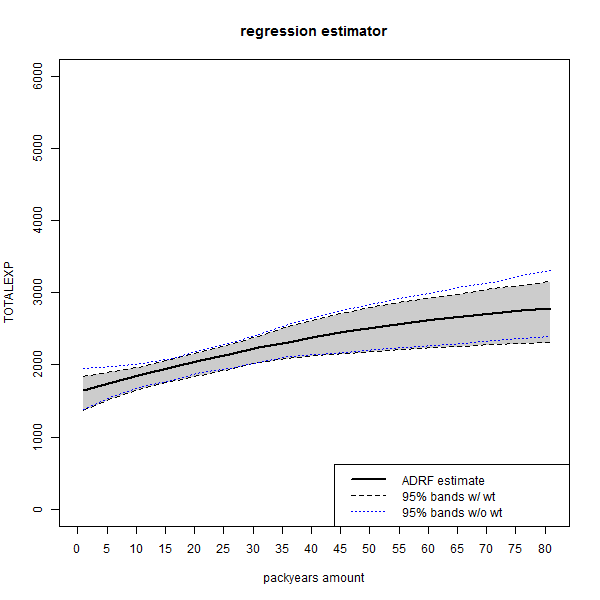 regression estimator
TOTALEXP
6000
5000
4000
3000
2000
1000
0
ADRF estimate
95% bands w/ wt
95% bands w/o wt
0 5 10 15 20 25 30 35 40 45 50 55 60 65 70 75 80
packyears amount